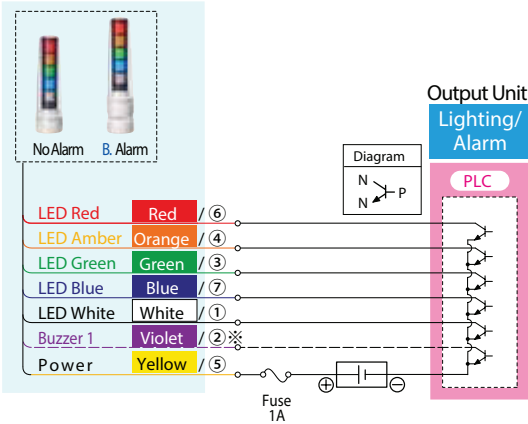 No Alarm
B. Alarm
Output Unit
Lighting/
Alarm
PLC
Diagram
N
N
P
LED Red Red /⑥
LED Amber Orange /④
LED Green Green /③
LED Blue Blue /⑦
LED White White /①
Buzzer 1 Violet /②※
Power Yellow /⑤
Fuse
1A
⊕ ⊖